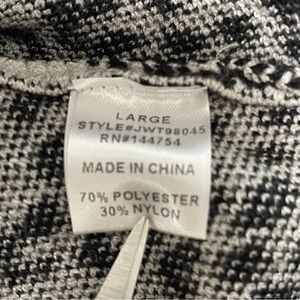 LARGE
STYLE#JWT98045
RN#144754
MADE IN CHINA
70% POLYESTER
30% NYLON